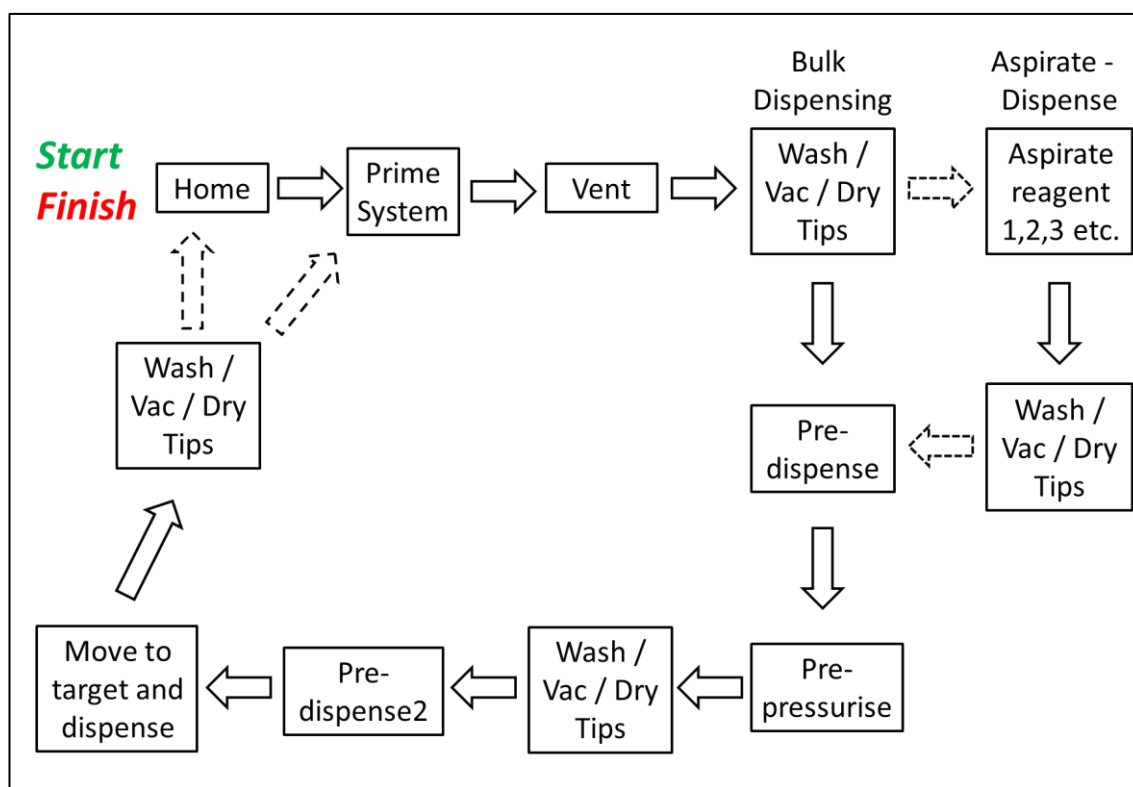 Bulk
Dispensing
Aspirate -
Dispense
Start
Finish
Home
Prime
System
Vent
Wash /
Vac / Dry
Tips
Aspirate
reagent
1,2,3 etc.
Wash /
Vac / Dry
Tips
Pre-
dispense
Wash /
Vac / Dry
Tips
Move to
target and
dispense
Pre-
dispense2
Wash /
Vac / Dry
Tips
Pre-
pressurise